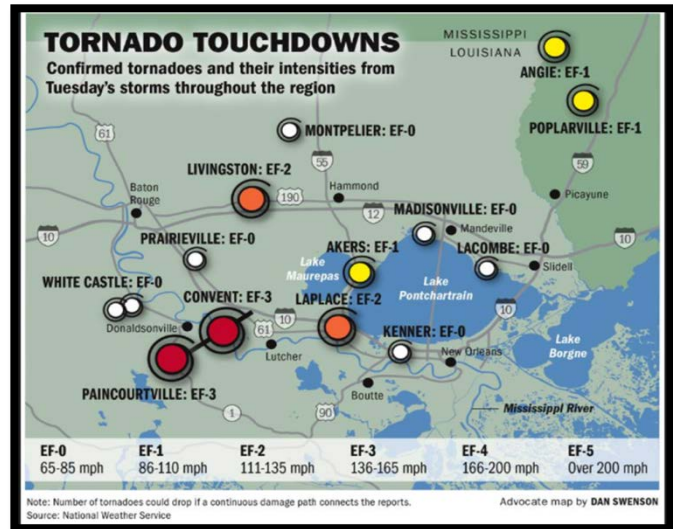 TORNADO TOUCHDOWNS
Confirmed tornadoes and their intensities from
Tuesday's storms throughout the region
MISSISSIPPI
LOUISIANA
ANGIE: EF-1
POPLARVILLE: EF-1
61
MONTPELIER: EF-0
55
59
LIVINGSTON: EF-2
10
Baton
Rouge
190
Hammond
12
Picayune
MADISONVILLE: EF-0
Mandeville
10
PRAIRIEVILLE: EF-0
AKERS: EF-1
LACOMBE: EF-0
10
Lake
Maurepas
Slidell
WHITE CASTLE: EF-0
CONVENT: EF-3
LAPLACE: EF-2
Lake
Pontchartrain
Donaldsonville
61
10
10
KENNER: EF-0
Lake
Borgne
Lutcher
New Orleans
PAINCOURTVILLE: EF-3
Boutte
1
90
Mississippi River
EF-0 EF-1 EF-2 EF-3 EF-4 EF-5
65-85 mph 86-110 mph 111-135 mph 136-165 mph 166-200 mph Over 200 mph
Note: Number of tornadoes could drop if a continuous damage path connects the reports.
Advocate map by DAN SWENSON
Source: National Weather Service